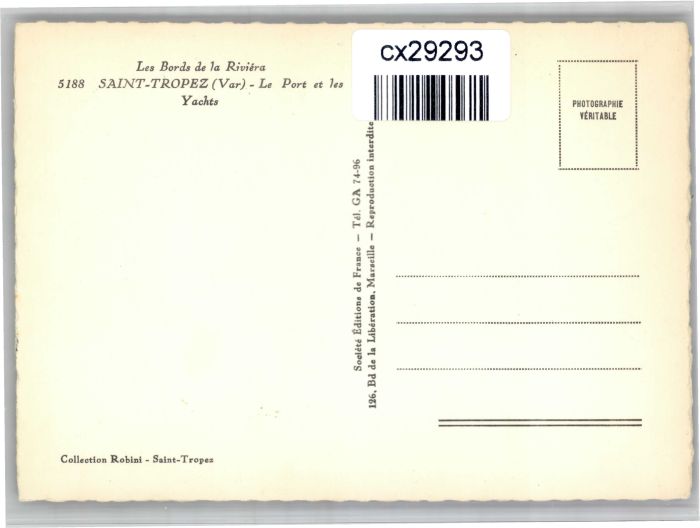 Les Bords de la Riviéra
5188 SAINT-TROPEZ (Var) - Le Port et les
Yachts
cx29293
PHOTOGRAPHIE
VÉRITABLE
Société Éditions de France — Tél. GA 74-96
126, Bd de la Libération, Marseille — Reproduction interdite
Collection Robini - Saint-Tropez